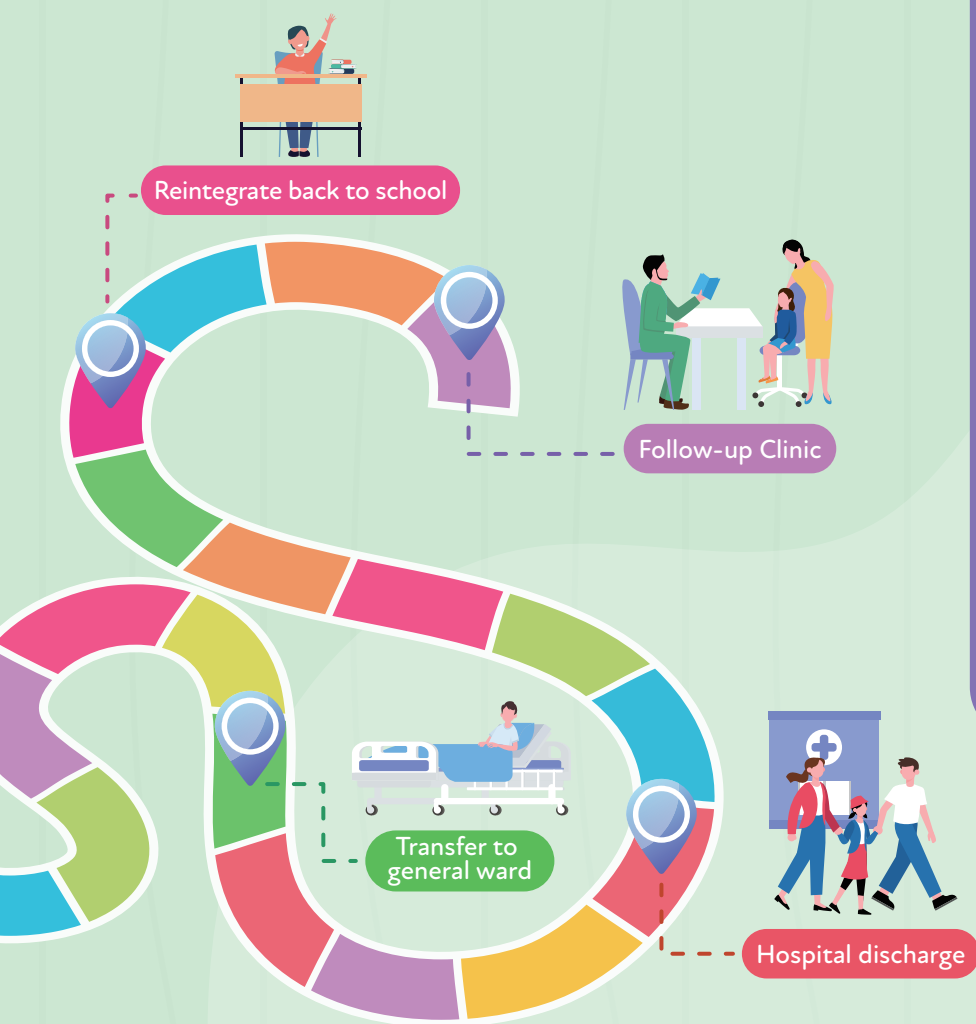 Reintegrate back to school
Follow-up Clinic
Transfer to
general ward
Hospital discharge